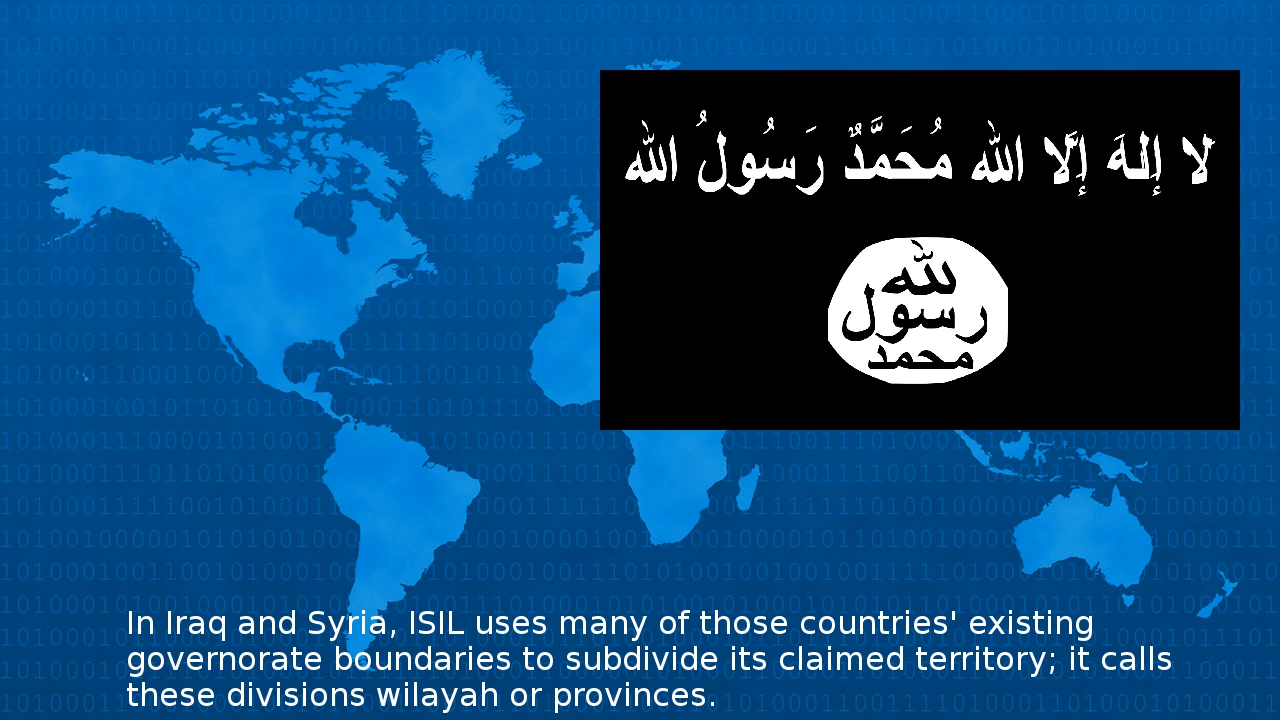 لا إلهَ إلَّا الله مُحَمَّدٌ رَسُولُ الله
لله
رسول
محمد
In Iraq and Syria, ISIL uses many of those countries' existing
governorate boundaries to subdivide its claimed territory; it calls
these divisions wilayah or provinces.